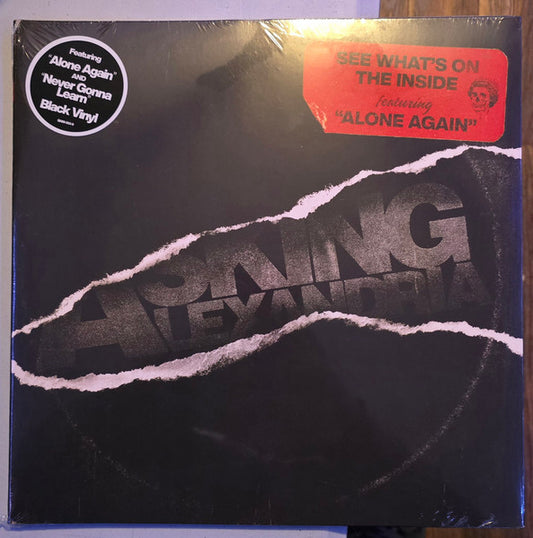 Featuring
"Alone Again"
AND
"Never Gonna
Learn"
Black Vinyl
SEE WHAT'S ON
THE INSIDE
featuring
"ALONE AGAIN"
ASKING
ALEXANDRIA